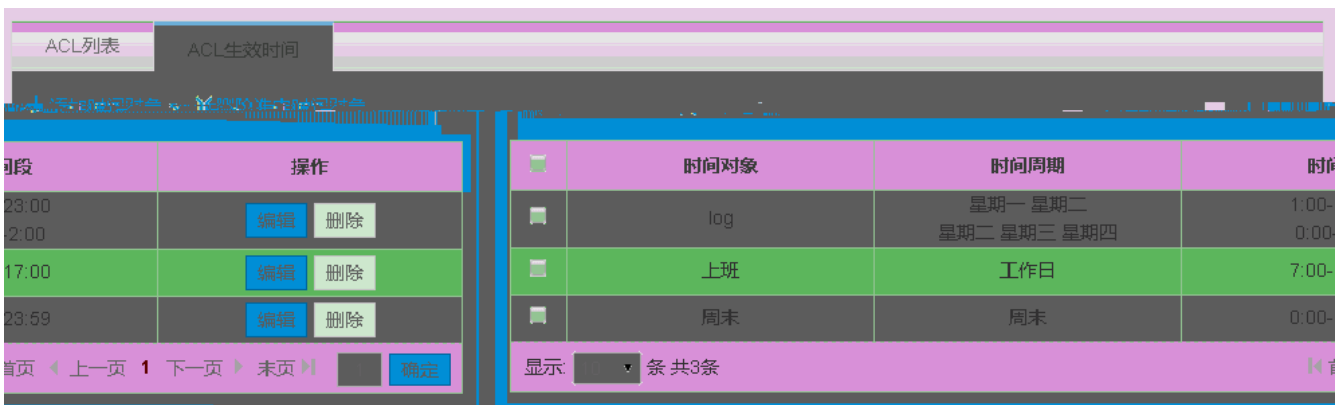 ACL列表 ACL生效时间
间段 操作 时间对象 时间周期 时间
23:00 编辑 删除 log 星期一 星期二 1:00-
-2:00 星期二 星期三 星期四 0:00-
17:00 编辑 删除 上班 工作日 7:00-
23:59 编辑 删除 周末 周末 0:00-
首页 上一页 1 下一页 末页 确定 显示: 条 共3条 首